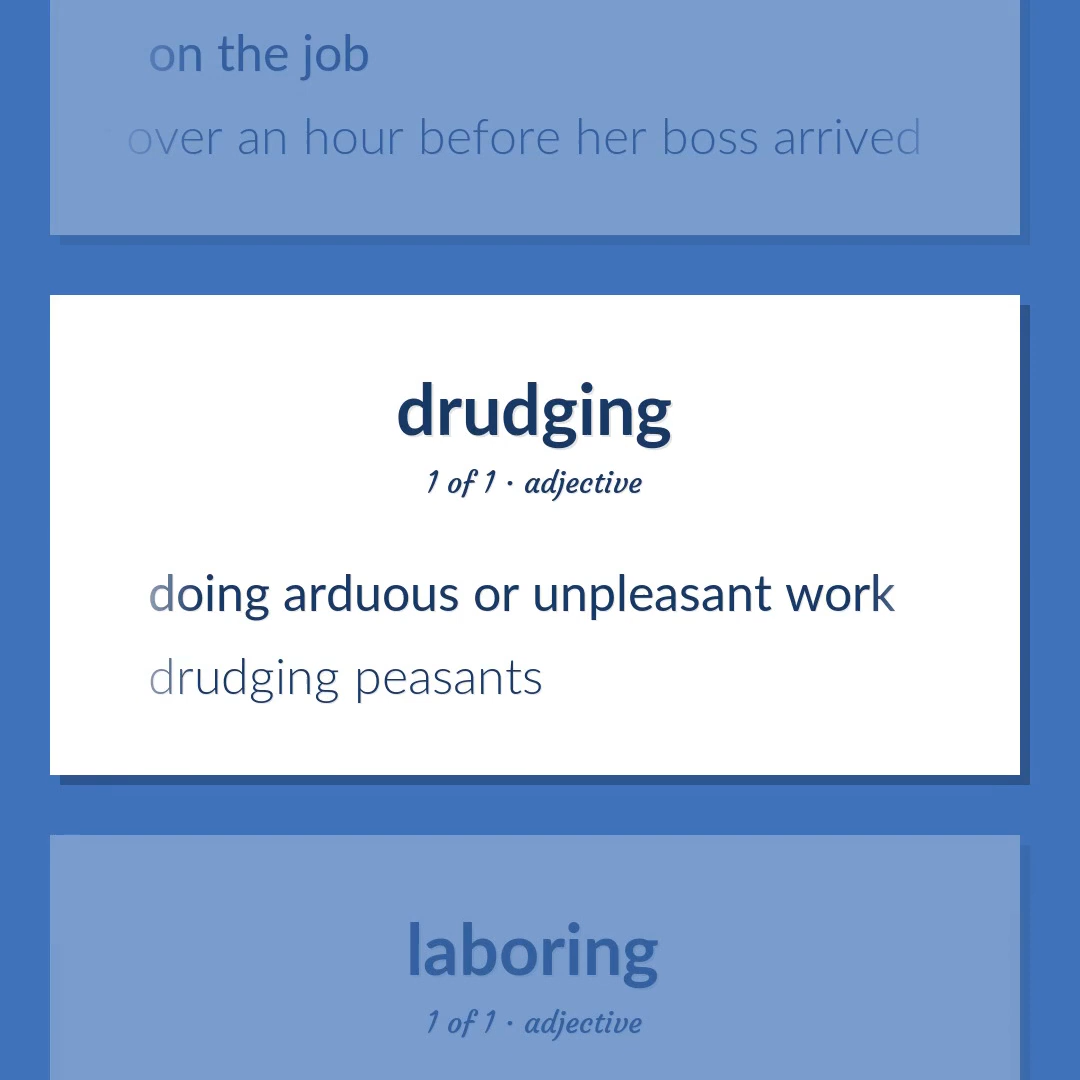 on the job
over an hour before her boss arrived
drudging
1 of 1 · adjective
doing arduous or unpleasant work
drudging peasants
laboring
1 of 1 · adjective